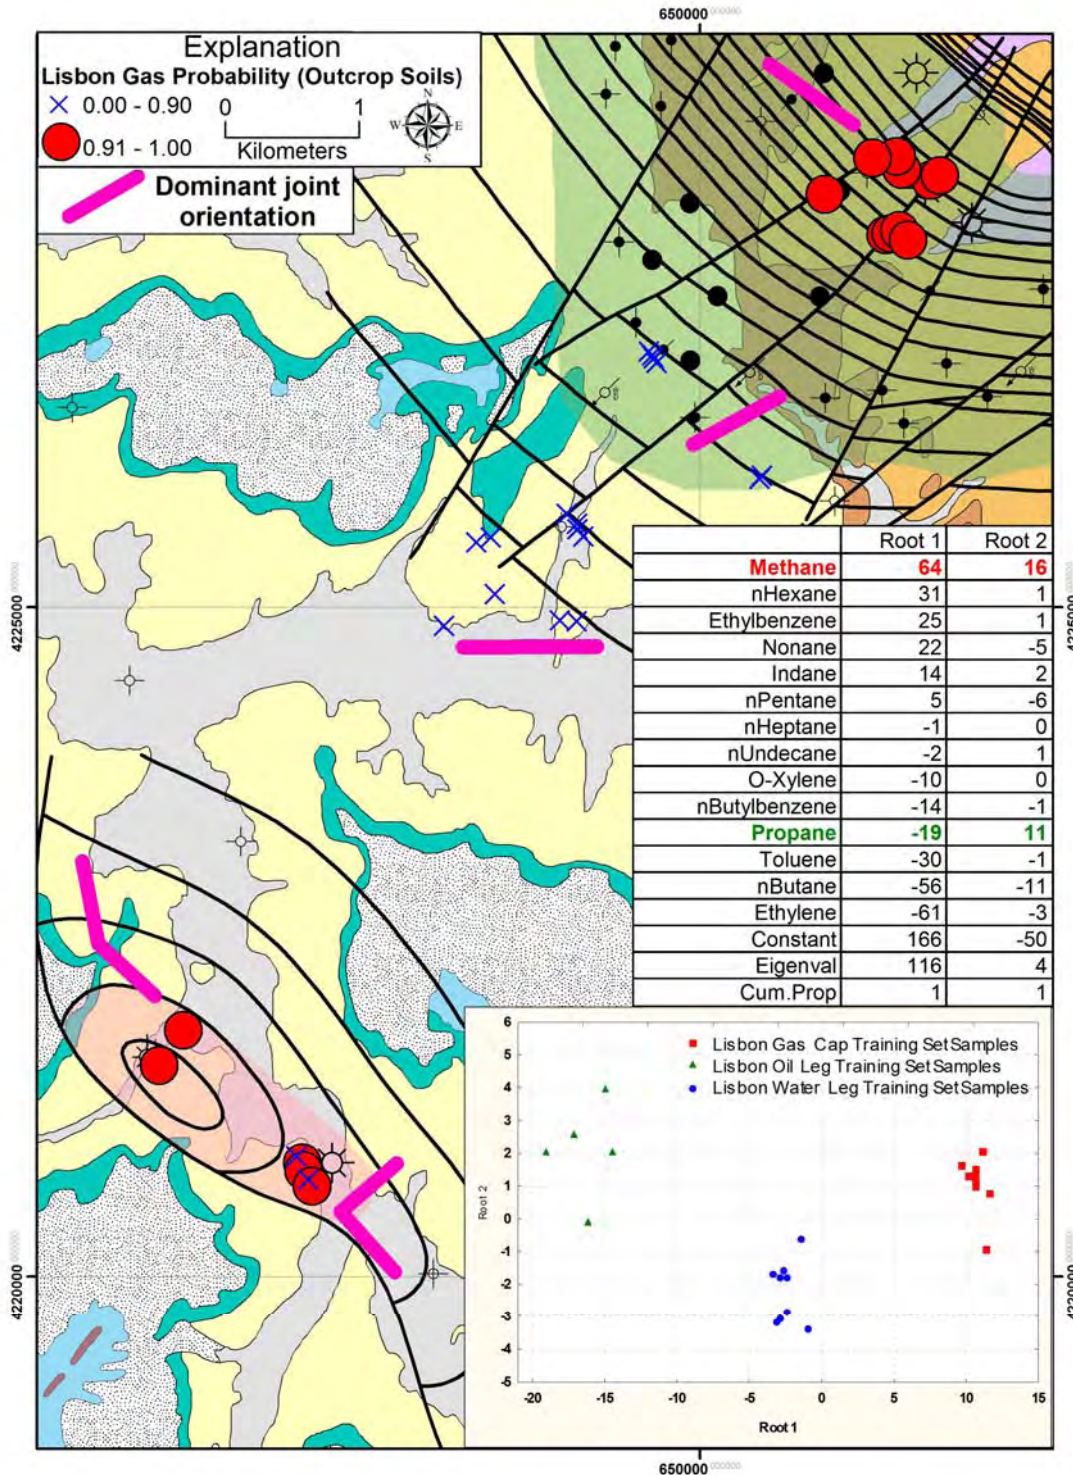 650000
Explanation
Lisbon Gas Probability (Outcrop Soils)
0.00 - 0.90
0 1
N
W E
S
0.91 - 1.00
Kilometers
Dominant joint
orientation
4225000
4225000
Root 1 Root 2
Methane 64 16
nHexane 31 1
Ethylbenzene 25 1
Nonane 22 -5
Indane 14 2
nPentane 5 -6
nHeptane -1 0
nUndecane -2 1
O-Xylene -10 0
nButylbenzene -14 -1
Propane -19 11
Toluene -30 -1
nButane -56 -11
Ethylene -61 -3
Constant 166 -50
Eigenval 116 4
Cum.Prop 1 1
Lisbon Gas Cap Training Set Samples
Lisbon Oil Leg Training Set Samples
Lisbon Water Leg Training Set Samples
6
5
4
3
2
1
0
-1
-2
-3
-4
-5
Root 2
-20 -15 -10 -5 0 5 10 15
Root 1
4220000
4220000
650000